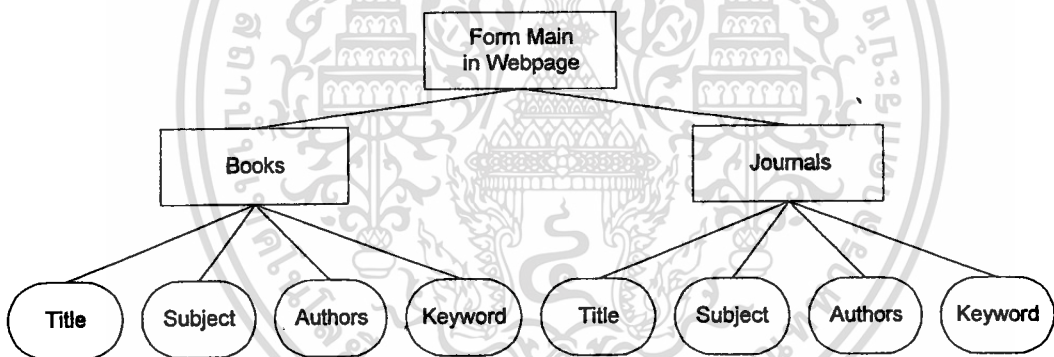 Form Main
in Webpage
Books
Journals
Title
Subject
Authors
Keyword
Title
Subject
Authors
Keyword